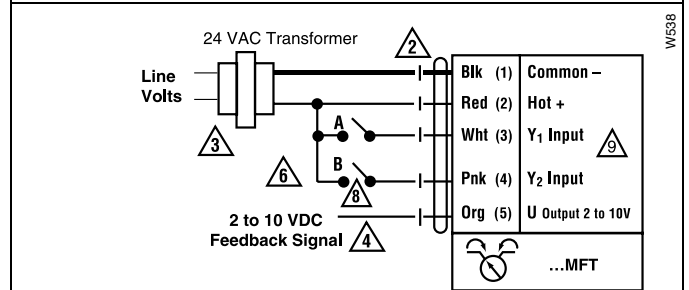 W538
24 VAC Transformer
Line
Volts
2
3
Blk (1) Common –
Red (2) Hot +
A
Wht (3) Y₁ Input
9
B
6
8
Pnk (4) Y₂ Input
Org (5) U Output 2 to 10V
2 to 10 VDC
Feedback Signal
4
...MFT